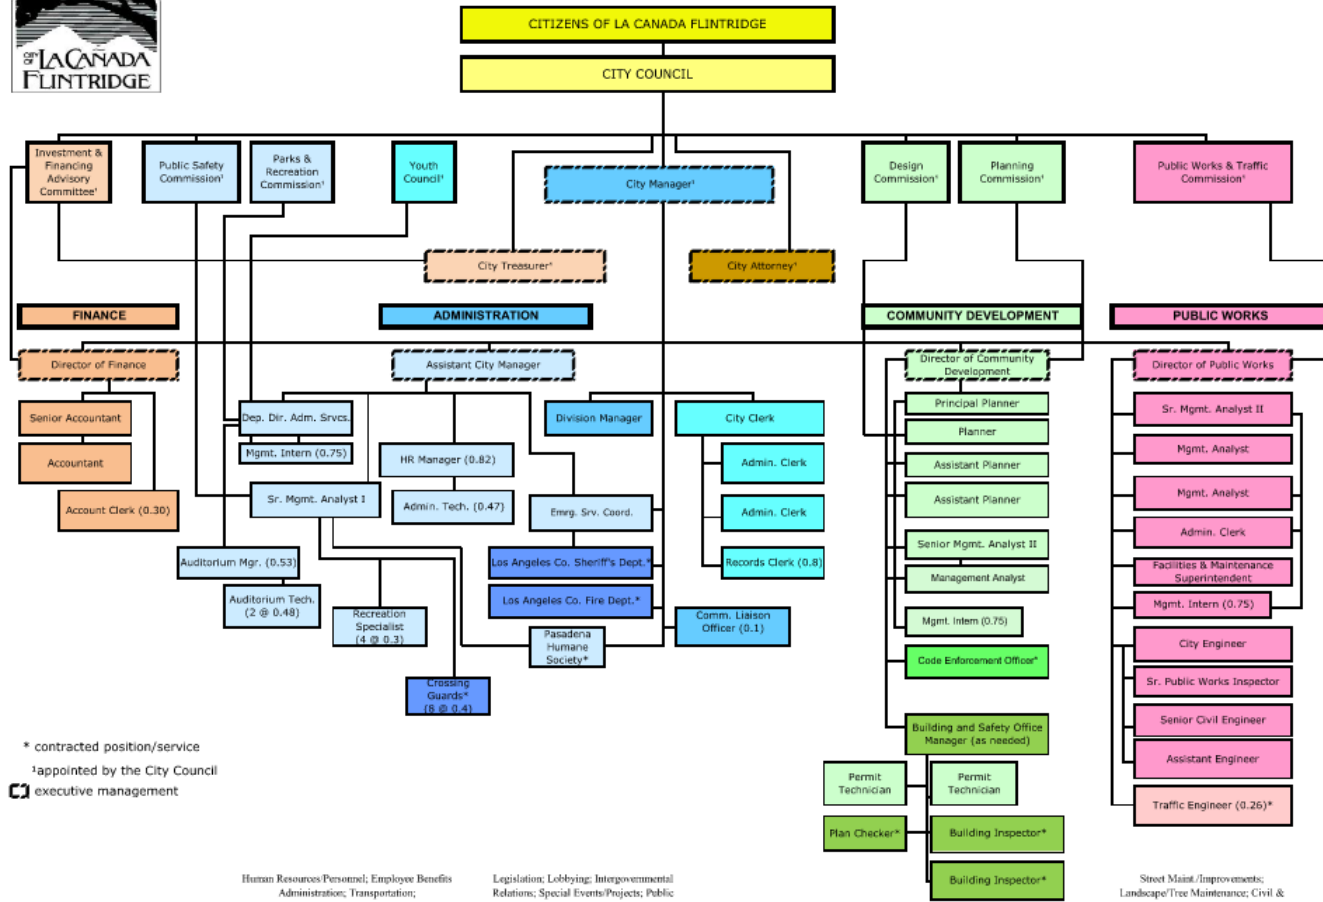 CITY OF LA CAÑADA
FLINTRIDGE
CITIZENS OF LA CANADA FLINTRIDGE
CITY COUNCIL
Investment &
Financing
Advisory
Committee¹
Public Safety
Commission¹
Parks &
Recreation
Commission¹
Youth
Council¹
City Manager¹
Design
Commission¹
Planning
Commission¹
Public Works & Traffic
Commission¹
City Treasurer¹
City Attorney¹
FINANCE
ADMINISTRATION
COMMUNITY DEVELOPMENT
PUBLIC WORKS
Director of Finance
Assistant City Manager
Director of Community
Development
Director of Public Works
Senior Accountant
Accountant
Account Clerk (0.30)
Dep. Dir. Adm. Srvcs.
Mgmt. Intern (0.75)
Sr. Mgmt. Analyst I
Auditorium Mgr. (0.53)
Auditorium Tech.
(2 @ 0.48)
Recreation
Specialist
(4 @ 0.3)
HR Manager (0.82)
Admin. Tech. (0.47)
Crossing
Guards*
(8 @ 0.4)
Emrg. Srv. Coord.
Los Angeles Co. Sheriff's Dept.*
Los Angeles Co. Fire Dept.*
Pasadena
Humane
Society*
Division Manager
City Clerk
Admin. Clerk
Admin. Clerk
Records Clerk (0.8)
Comm. Liaison
Officer (0.1)
Principal Planner
Planner
Assistant Planner
Assistant Planner
Senior Mgmt. Analyst II
Management Analyst
Mgmt. Intern (0.75)
Code Enforcement Officer*
Building and Safety Office
Manager (as needed)
Permit
Technician
Permit
Technician
Plan Checker*
Building Inspector*
Building Inspector*
Sr. Mgmt. Analyst II
Mgmt. Analyst
Mgmt. Analyst
Admin. Clerk
Facilities & Maintenance
Superintendent
Mgmt. Intern (0.75)
City Engineer
Sr. Public Works Inspector
Senior Civil Engineer
Assistant Engineer
Traffic Engineer (0.26)*
* contracted position/service
¹appointed by the City Council
executive management
Human Resources/Personnel; Employee Benefits
Administration; Transportation;
Legislation; Lobbying; Intergovernmental
Relations; Special Events/Projects; Public
Street Maint./Improvements;
Landscape/Tree Maintenance; Civil &